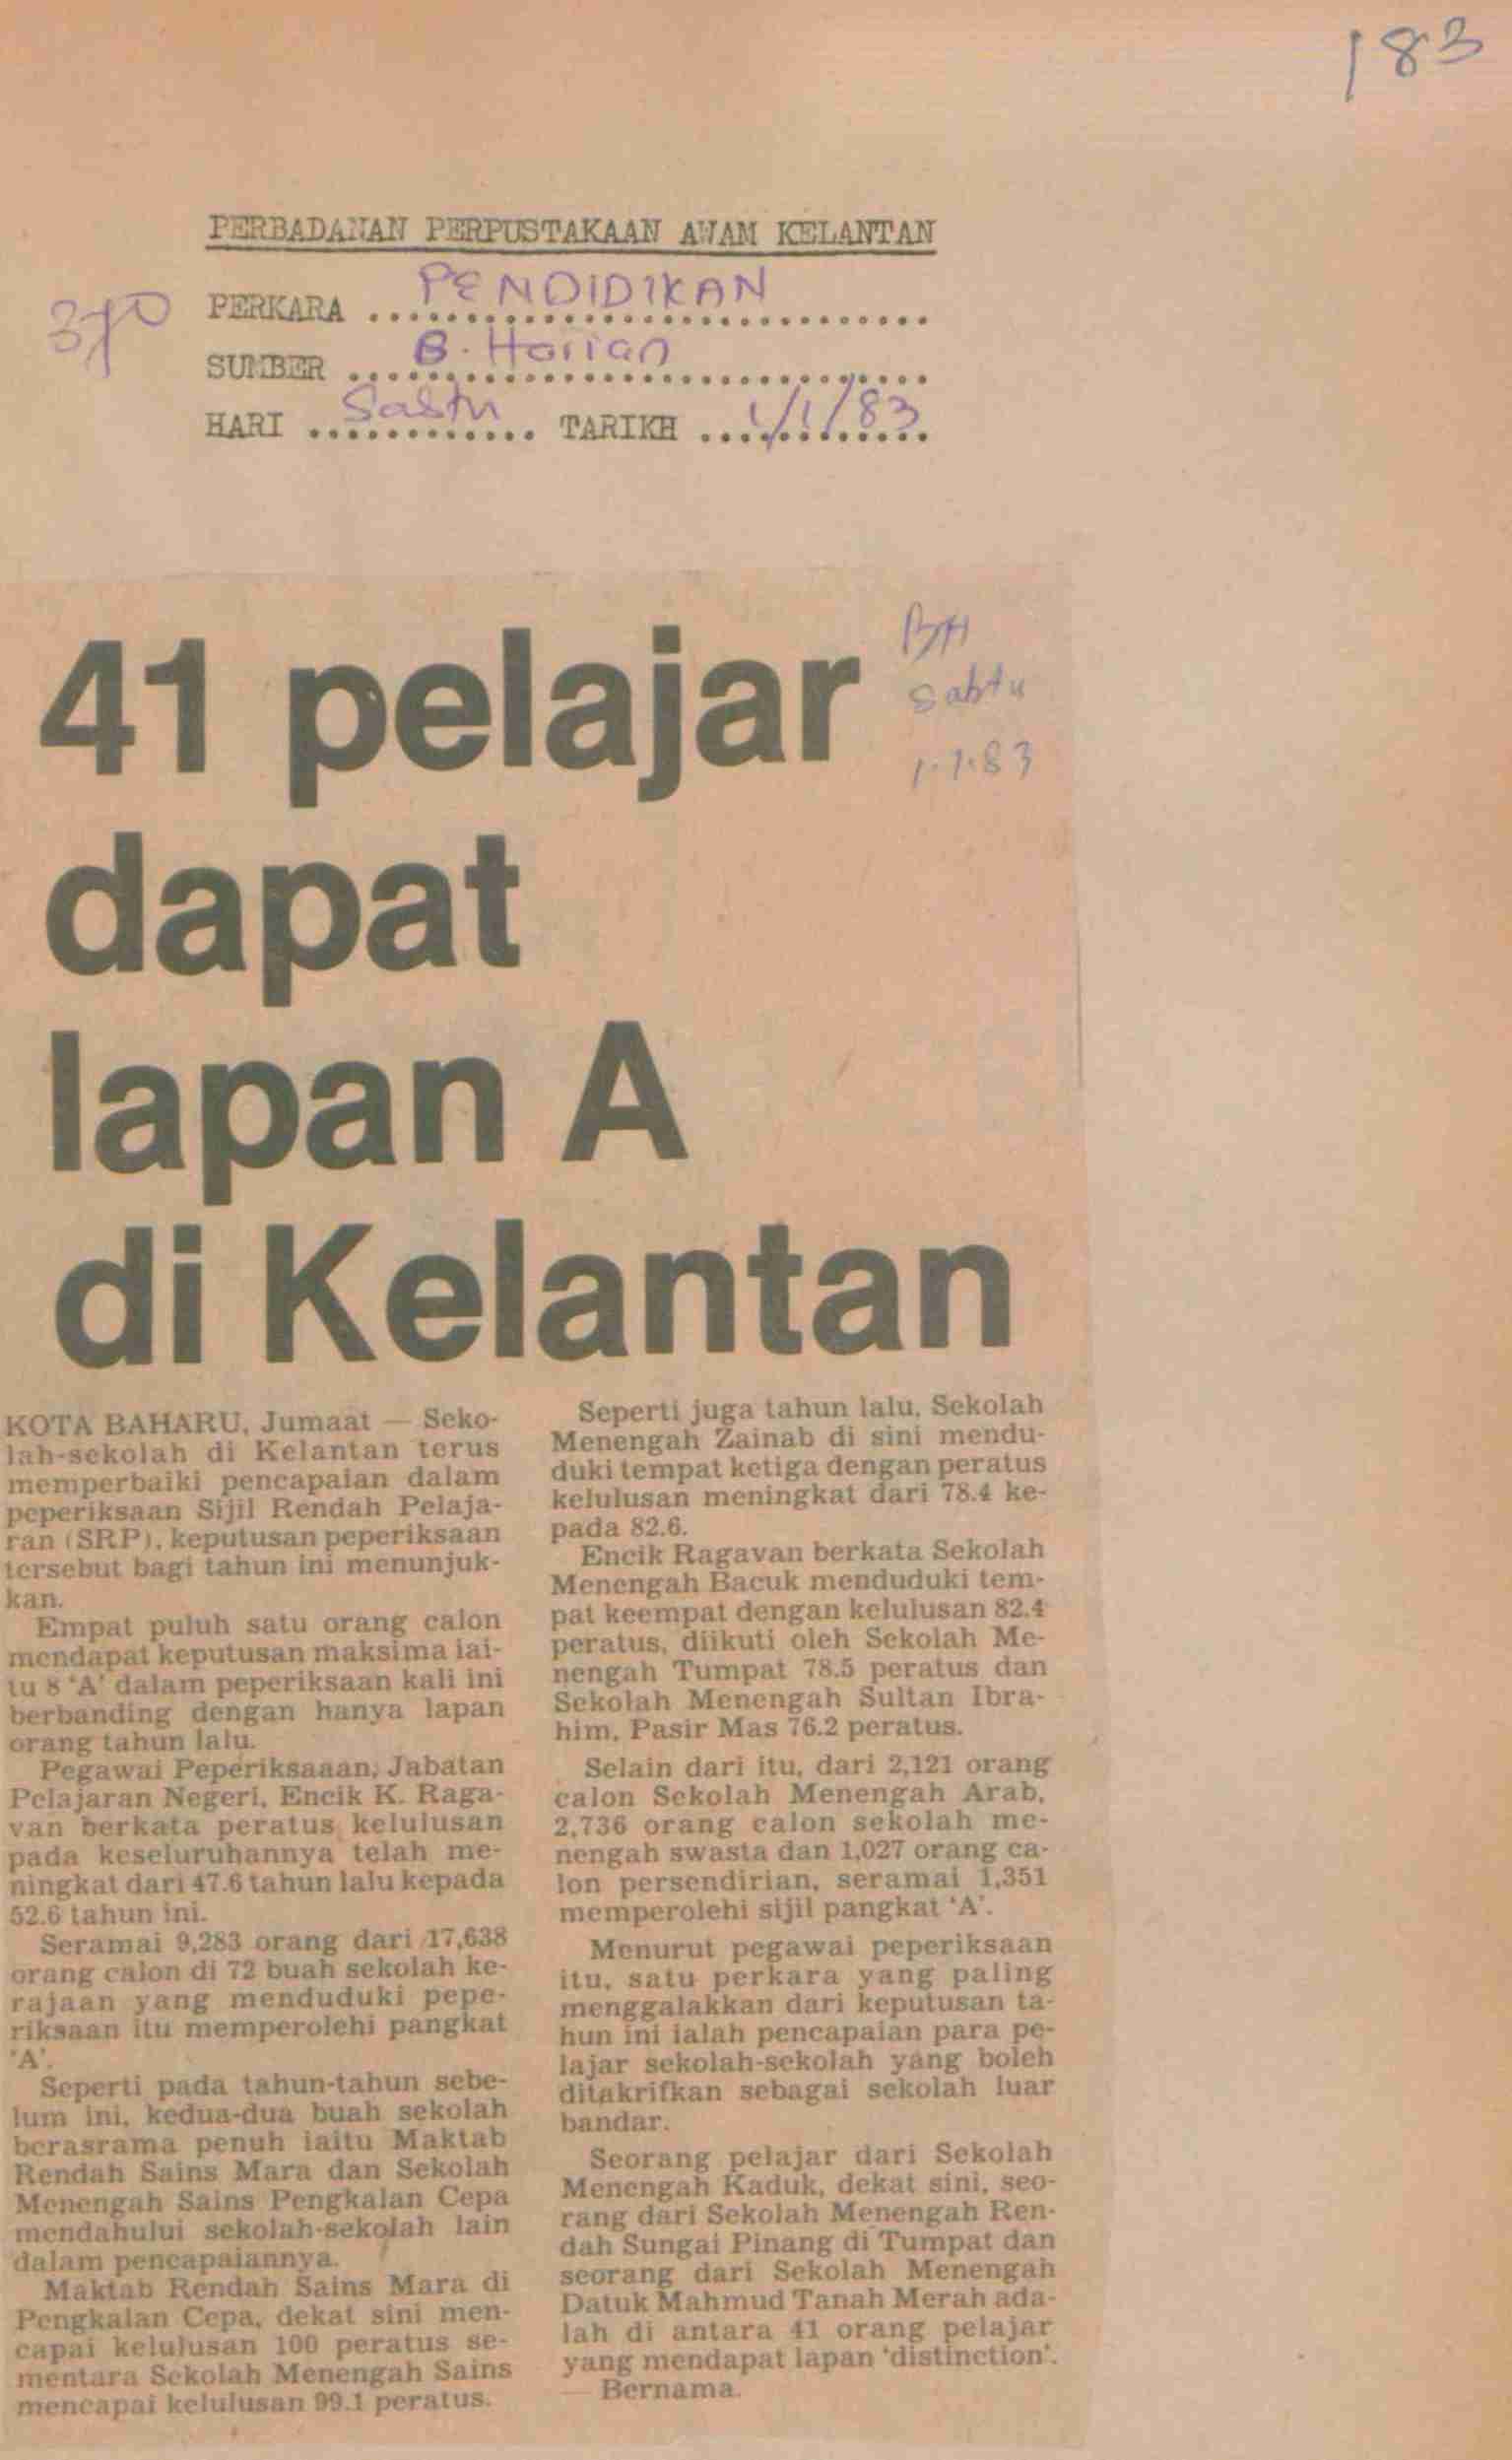 183
PERBADANAN PERPUSTAKAAN AWAM KELANTAN
370
PERKARA PENDIDIKAN
SUMBER B. Harian
HARI Sabtu TARIKH 1/1/83
BH
Sabtu
1.1.83
41 pelajar
dapat
lapan A
di Kelantan
KOTA BAHARU, Jumaat — Seko-
lah-sekolah di Kelantan terus
memperbaiki pencapaian dalam
peperiksaan Sijil Rendah Pelaja-
ran (SRP), keputusan peperiksaan
tersebut bagi tahun ini menunjuk-
kan.
Empat puluh satu orang calon
mendapat keputusan maksima iai-
tu 8 'A' dalam peperiksaan kali ini
berbanding dengan hanya lapan
orang tahun lalu.
Pegawai Peperiksaaan, Jabatan
Pelajaran Negeri, Encik K. Raga-
van berkata peratus kelulusan
pada keseluruhannya telah me-
ningkat dari 47.6 tahun lalu kepada
52.6 tahun ini.
Seramai 9,283 orang dari 17,638
orang calon di 72 buah sekolah ke-
rajaan yang menduduki pepe-
riksaan itu memperolehi pangkat
'A'.
Seperti pada tahun-tahun sebe-
lum ini, kedua-dua buah sekolah
berasrama penuh iaitu Maktab
Rendah Sains Mara dan Sekolah
Menengah Sains Pengkalan Cepa
mendahului sekolah-sekolah lain
dalam pencapaiannya.
Maktab Rendah Sains Mara di
Pengkalan Cepa, dekat sini men-
capai kelulusan 100 peratus se-
mentara Sekolah Menengah Sains
mencapai kelulusan 99.1 peratus.
Seperti juga tahun lalu, Sekolah
Menengah Zainab di sini mendu-
duki tempat ketiga dengan peratus
kelulusan meningkat dari 78.4 ke-
pada 82.6.
Encik Ragavan berkata Sekolah
Menengah Bacuk menduduki tem-
pat keempat dengan kelulusan 82.4
peratus, diikuti oleh Sekolah Me-
nengah Tumpat 78.5 peratus dan
Sekolah Menengah Sultan Ibra-
him, Pasir Mas 76.2 peratus.
Selain dari itu, dari 2,121 orang
calon Sekolah Menengah Arab,
2,736 orang calon sekolah me-
nengah swasta dan 1,027 orang ca-
lon persendirian, seramai 1,351
memperolehi sijil pangkat 'A'.
Menurut pegawai peperiksaan
itu, satu perkara yang paling
menggalakkan dari keputusan ta-
hun ini ialah pencapaian para pe-
lajar sekolah-sekolah yang boleh
ditakrifkan sebagai sekolah luar
bandar.
Seorang pelajar dari Sekolah
Menengah Kaduk, dekat sini, seo-
rang dari Sekolah Menengah Ren-
dah Sungai Pinang di Tumpat dan
seorang dari Sekolah Menengah
Datuk Mahmud Tanah Merah ada-
lah di antara 41 orang pelajar
yang mendapat lapan 'distinction'.
— Bernama.